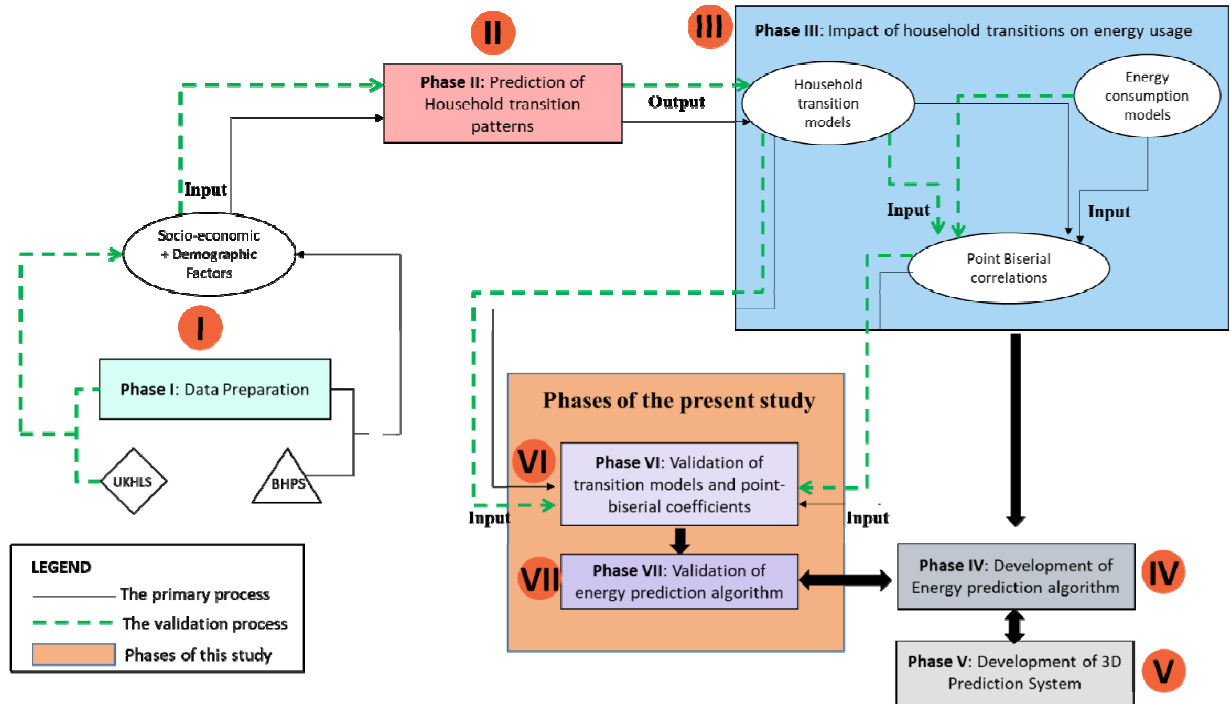 II
III
Phase III: Impact of household transitions on energy usage
Phase II: Prediction of
Household transition
patterns
Output
Household
transition
models
Energy
consumption
models
Input
Input
Input
Socio-economic
+ Demographic
Factors
Point Biserial
correlations
I
Phase I: Data Preparation
UKHLS
BHPS
Phases of the present study
VI
Phase VI: Validation of
transition models and point-
biserial coefficients
Input
Input
VII
Phase VII: Validation of
energy prediction algorithm
Phase IV: Development of
Energy prediction algorithm
IV
Phase V: Development of 3D
Prediction System
V
LEGEND
The primary process
The validation process
Phases of this study